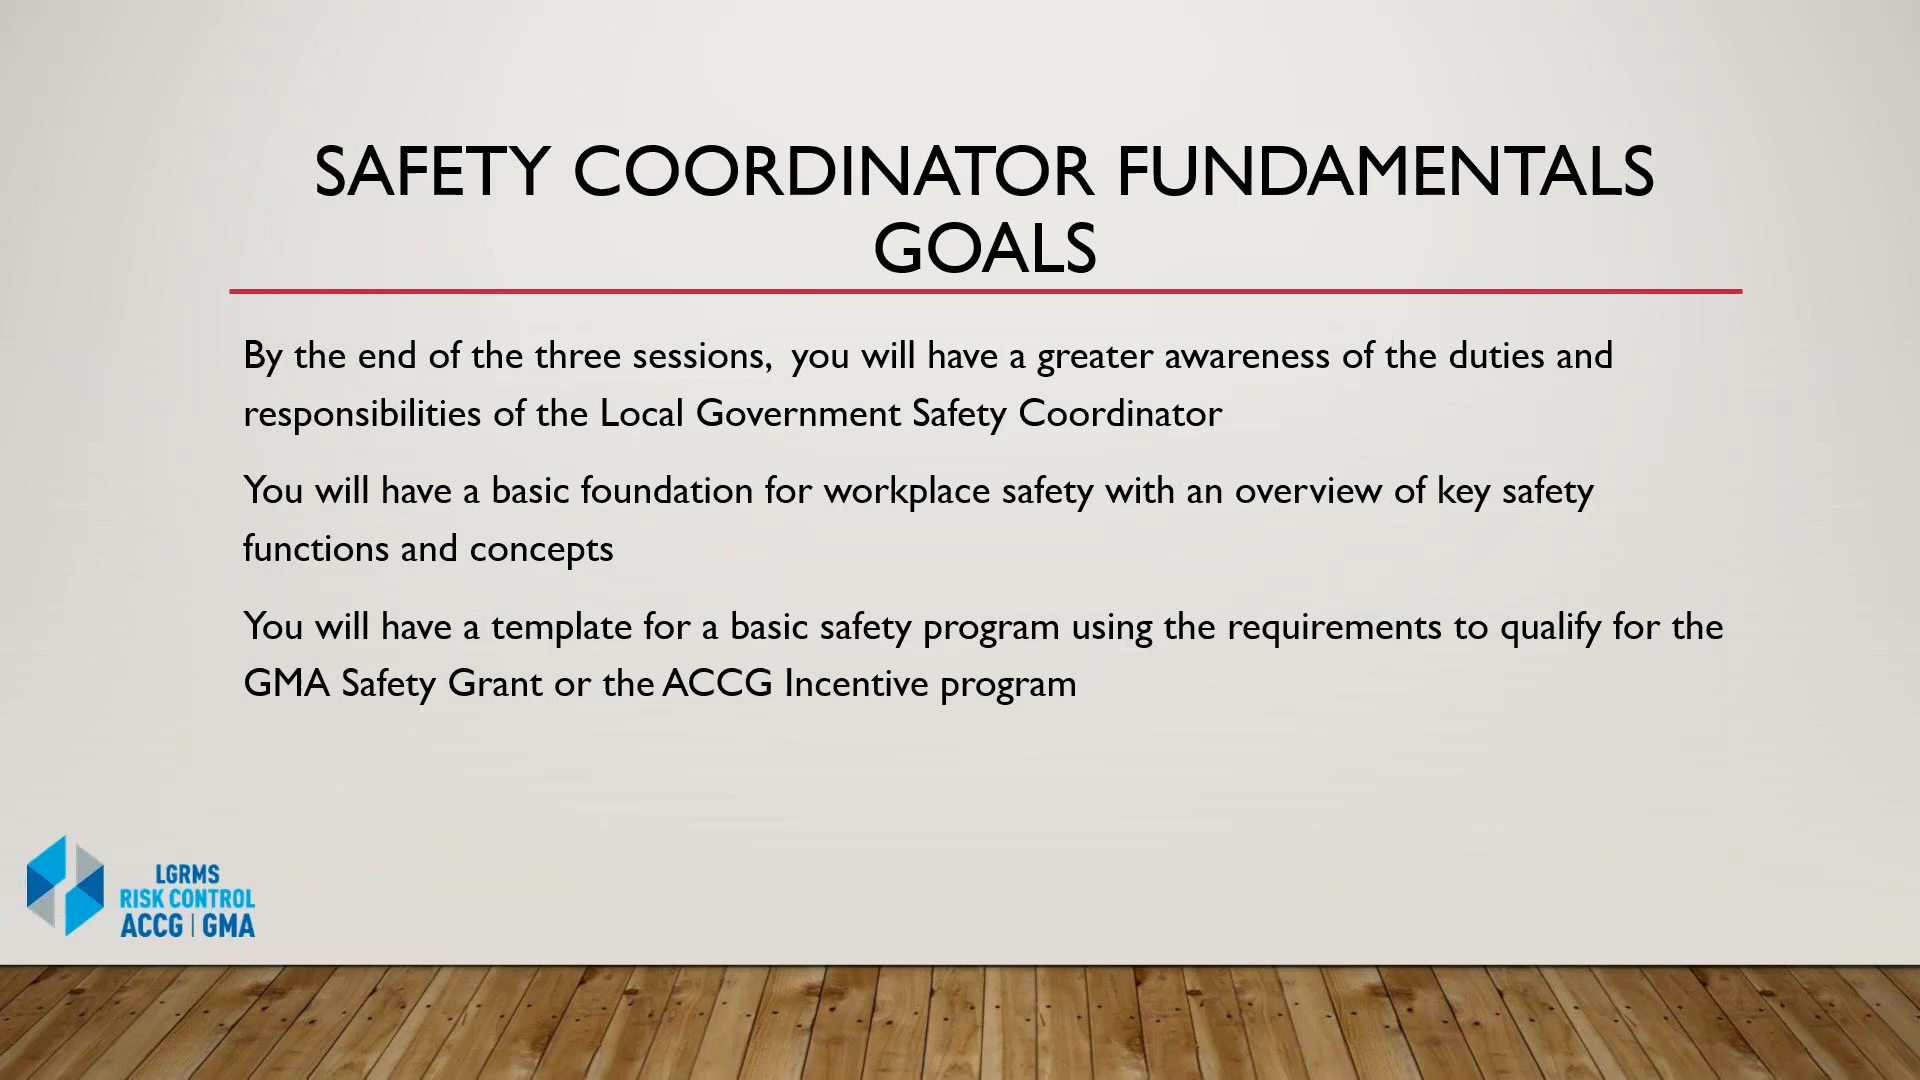 SAFETY COORDINATOR FUNDAMENTALS
GOALS
By the end of the three sessions,  you will have a greater awareness of the duties and
responsibilities of the Local Government Safety Coordinator
You will have a basic foundation for workplace safety with an overview of key safety
functions and concepts
You will have a template for a basic safety program using the requirements to qualify for the
GMA Safety Grant or the ACCG Incentive program
LGRMS
RISK CONTROL
ACCG | GMA